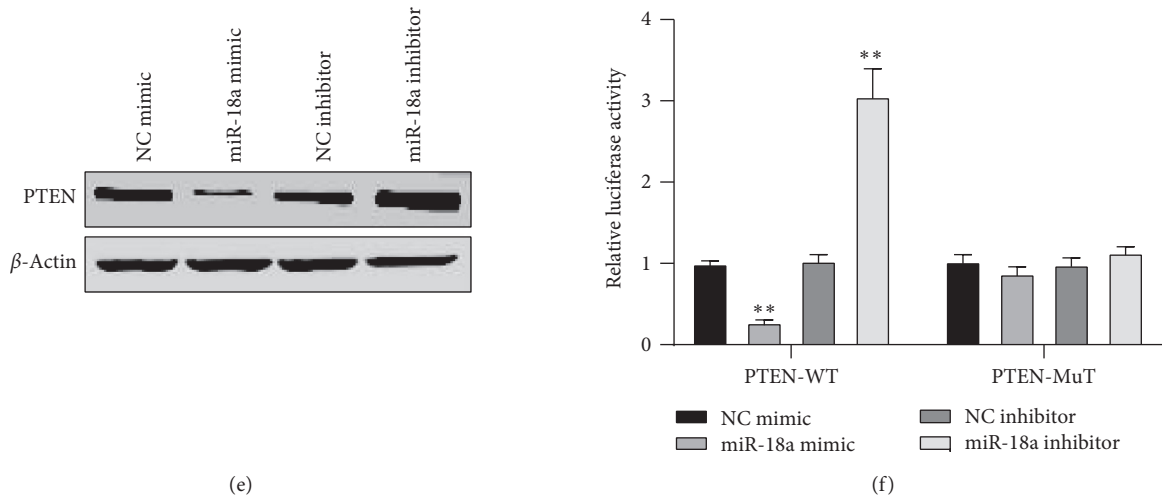 NC mimic
miR-18a mimic
NC inhibitor
miR-18a inhibitor
PTEN
β-Actin
(e)
Relative luciferase activity
4
3
2
1
0
**
**
PTEN-WT
PTEN-MuT
NC mimic
miR-18a mimic
NC inhibitor
miR-18a inhibitor
(f)